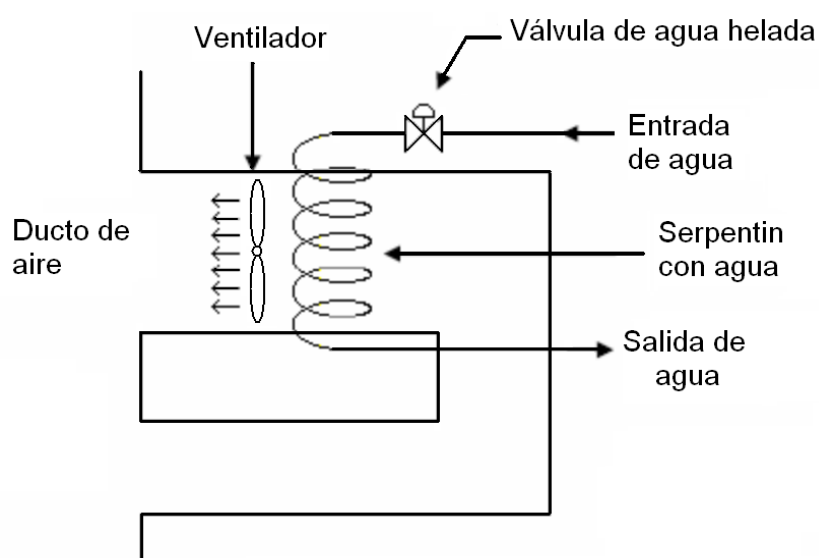 Ventilador
Válvula de agua helada
Entrada
de agua
Ducto de
aire
Serpentin
con agua
Salida de
agua